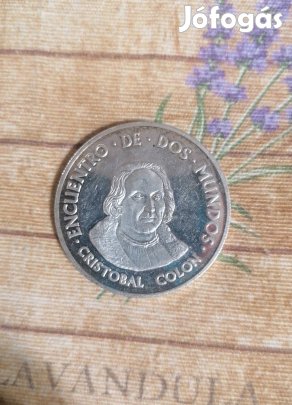 Jófogás
· ENCUENTRO · DE · DOS · MUNDOS ·
CRISTOBAL COLON
LAVANDULA